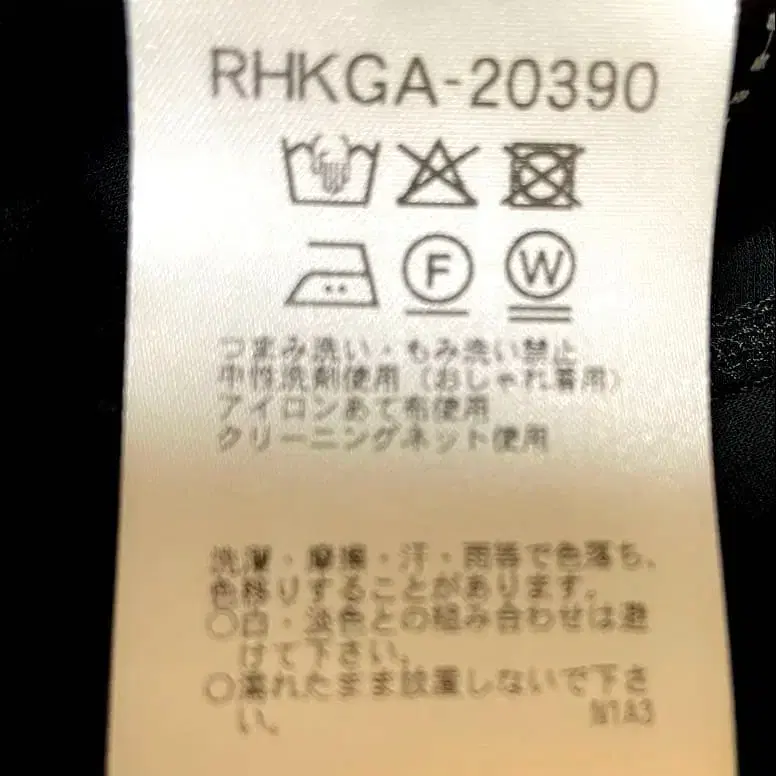 RHKGA-20390
F W
つまみ洗い・もみ洗い禁止
中性洗剤使用（おしゃれ着用）
アイロンあて布使用
クリーニングネット使用
洗濯・摩擦・汗・雨等で色落ち、
色移りすることがあります。
○白・淡色との組み合わせは避
けて下さい。
○濡れたまま放置しないで下さ
い。 N1A3